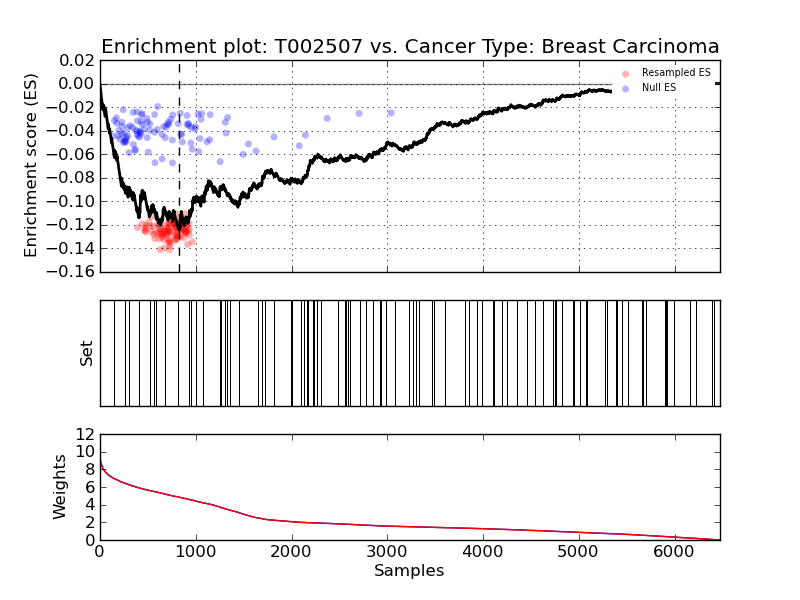 Enrichment plot: T002507 vs. Cancer Type: Breast Carcinoma
Enrichment score (ES)
0.02
0.00
−0.02
−0.04
−0.06
−0.08
−0.10
−0.12
−0.14
−0.16
Resampled ES
Null ES
Set
Weights
12
10
8
6
4
2
0
0 1000 2000 3000 4000 5000 6000
Samples